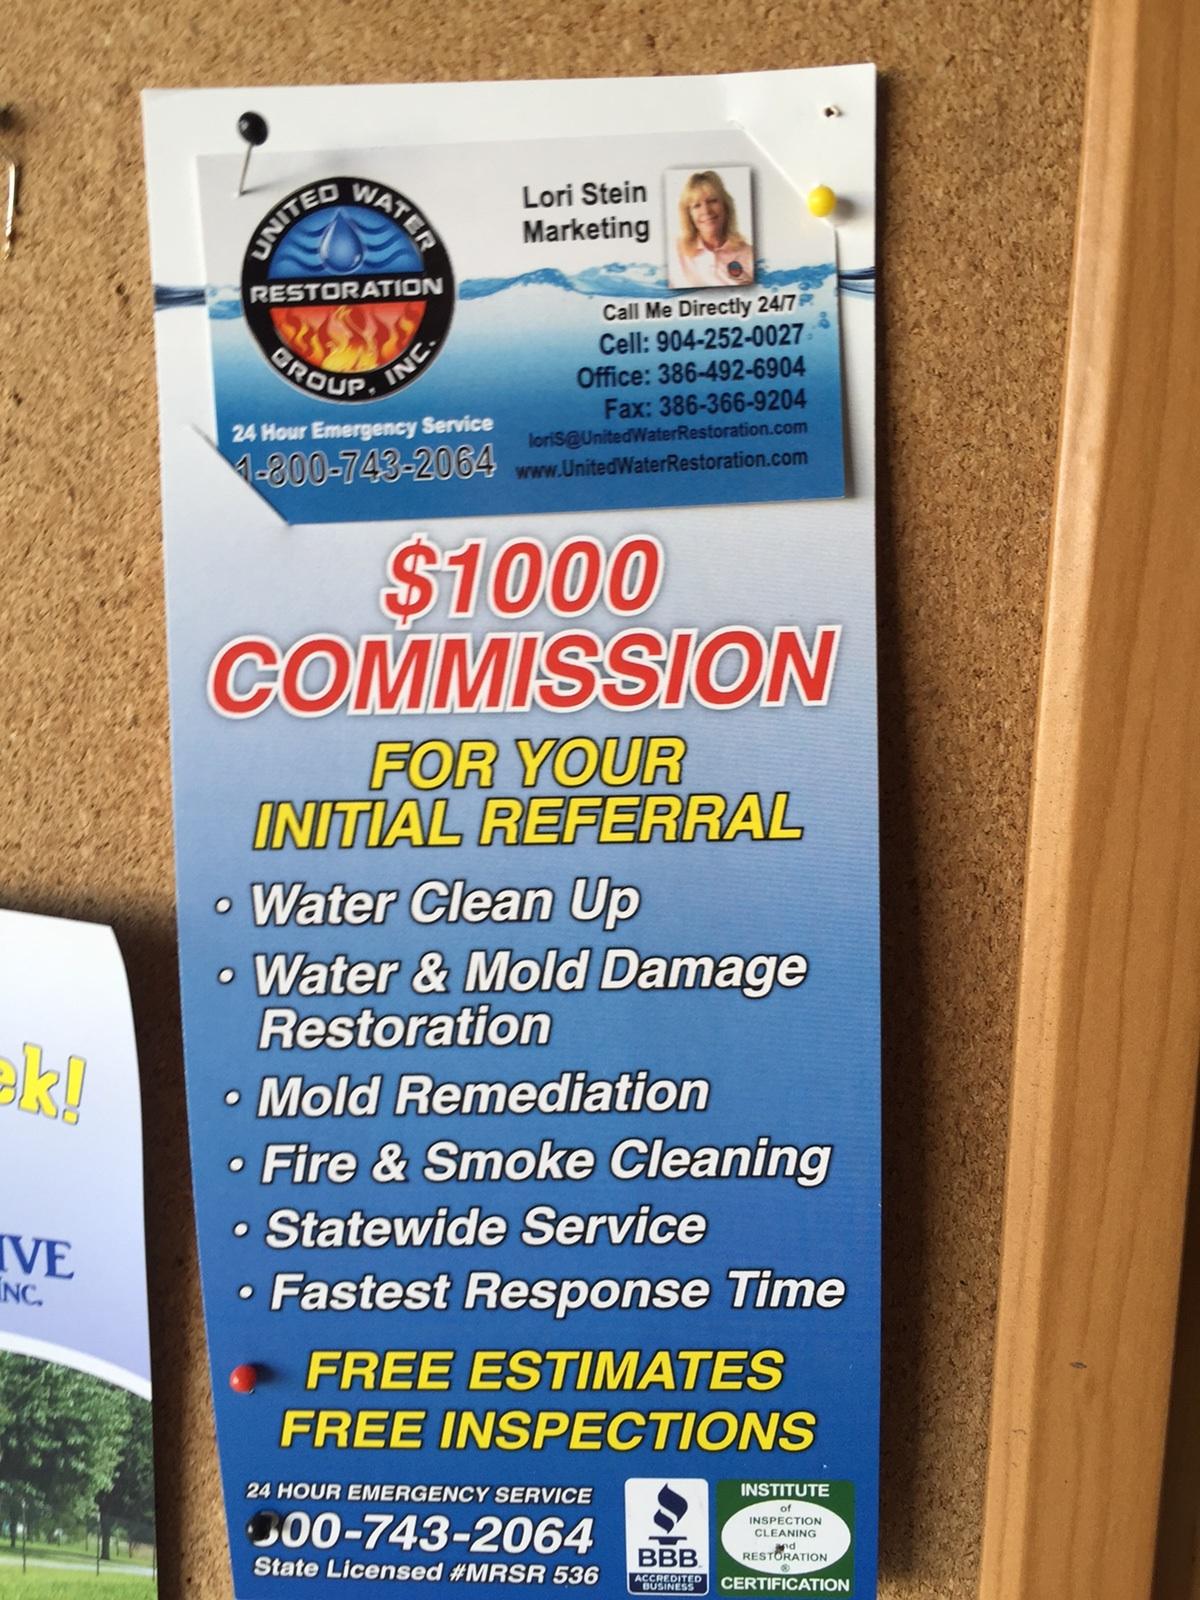 UNITED WATER
RESTORATION
GROUP, INC.
Lori Stein
Marketing
Call Me Directly 24/7
Cell: 904-252-0027
Office: 386-492-6904
Fax: 386-366-9204
loriS@UnitedWaterRestoration.com
www.UnitedWaterRestoration.com
24 Hour Emergency Service
1-800-743-2064
$1000
COMMISSION
FOR YOUR
INITIAL REFERRAL
• Water Clean Up
• Water & Mold Damage
Restoration
• Mold Remediation
• Fire & Smoke Cleaning
• Statewide Service
• Fastest Response Time
FREE ESTIMATES
FREE INSPECTIONS
24 HOUR EMERGENCY SERVICE
800-743-2064
State Licensed #MRSR 536
BBB
ACCREDITED
BUSINESS
INSTITUTE
of
INSPECTION
CLEANING
and
RESTORATION
®
CERTIFICATION
ek!
IVE
INC.